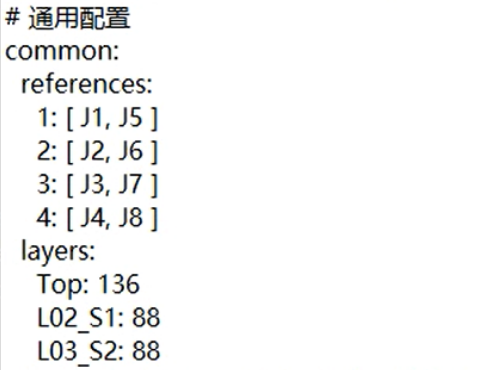 # 通用配置
common:
  references:
    1: [ J1, J5 ]
    2: [ J2, J6 ]
    3: [ J3, J7 ]
    4: [ J4, J8 ]
  layers:
    Top: 136
    L02_S1: 88
    L03_S2: 88